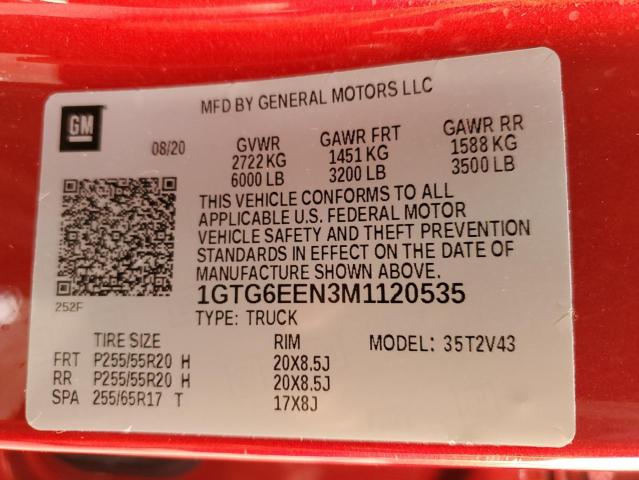 GM
MFD BY GENERAL MOTORS LLC
08/20 GVWR GAWR FRT GAWR RR
2722 KG 1451 KG 1588 KG
6000 LB 3200 LB 3500 LB
THIS VEHICLE CONFORMS TO ALL
APPLICABLE U.S. FEDERAL MOTOR
VEHICLE SAFETY AND THEFT PREVENTION
STANDARDS IN EFFECT ON THE DATE OF
MANUFACTURE SHOWN ABOVE.
252F
1GTG6EEN3M1120535
TYPE: TRUCK
TIRE SIZE RIM MODEL: 35T2V43
FRT P255/55R20 H 20X8.5J
RR P255/55R20 H 20X8.5J
SPA 255/65R17 T 17X8J